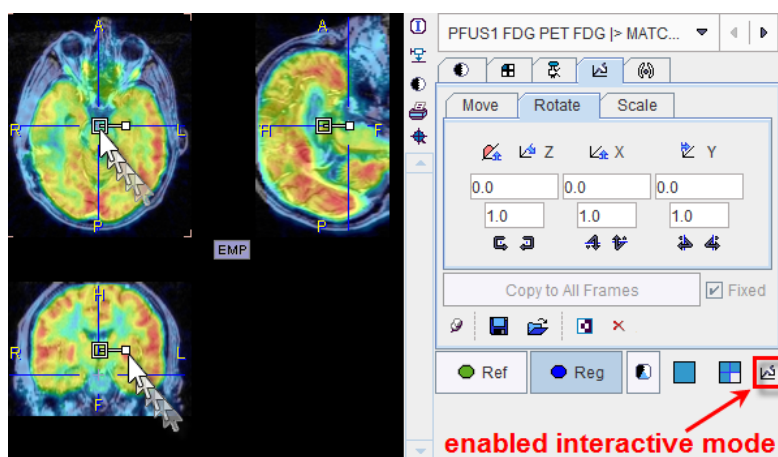 PFUS1 FDG PET FDG |> MATC...
A
R
L
P
H
F
A
P
EMP
H
R
L
F
Move Rotate Scale
Z X Y
0.0 0.0 0.0
1.0 1.0 1.0
Copy to All Frames Fixed
Ref Reg
enabled interactive mode